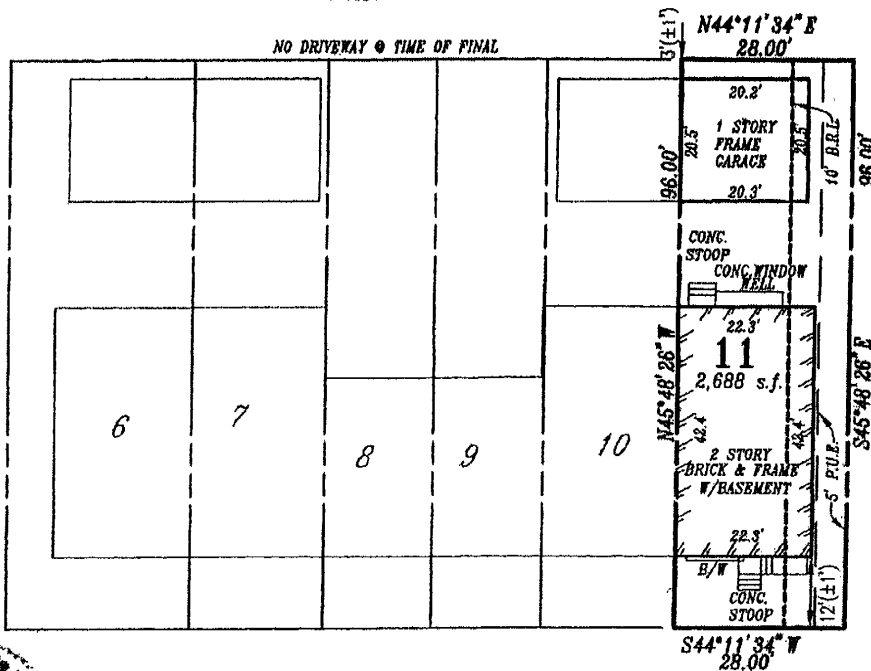 N44°11'34" E
28.00'
NO DRIVEWAY @ TIME OF FINAL
3'(±1')
20.2'
1 STORY
FRAME
GARAGE
20.5'
20.5'
20.3'
10' B.R.L.
96.00'
96.00'
CONC.
STOOP
CONC. WINDOW
WELL
22.3'
11
2,688 s.f.
N45°48'26" W
S45°48'26" E
42.4'
42.4'
6
7
8
9
10
2 STORY
BRICK & FRAME
W/BASEMENT
5' P.U.E.
22.3'
B/W
CONC.
STOOP
12'(±1')
S44°11'34" W
28.00'